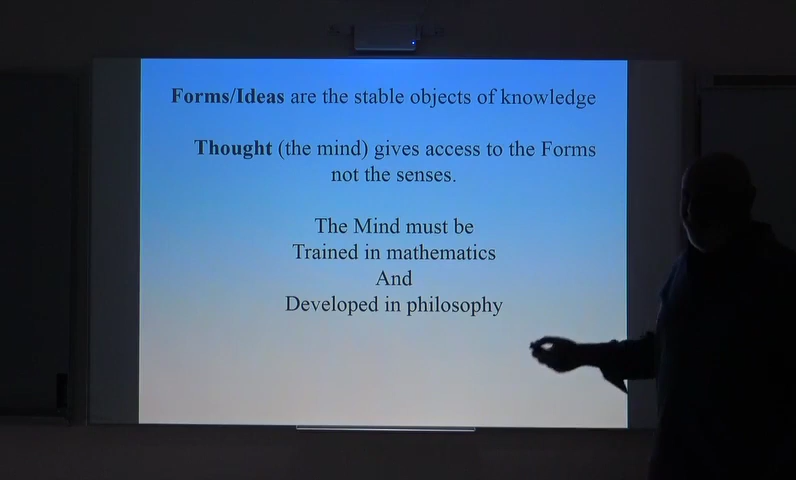 Forms/Ideas are the stable objects of knowledge
Thought (the mind) gives access to the Forms
not the senses.
The Mind must be
Trained in mathematics
And
Developed in philosophy